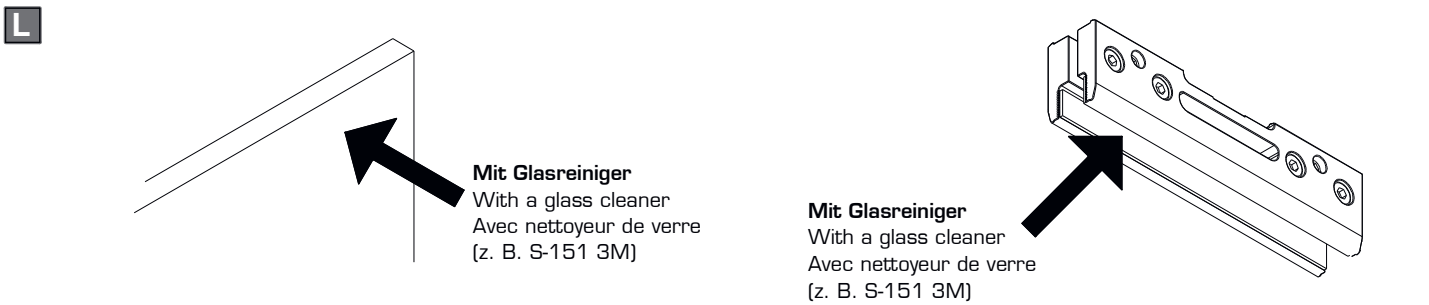 L
Mit Glasreiniger
With a glass cleaner
Avec nettoyeur de verre
(z. B. S-151 3M)
Mit Glasreiniger
With a glass cleaner
Avec nettoyeur de verre
(z. B. S-151 3M)